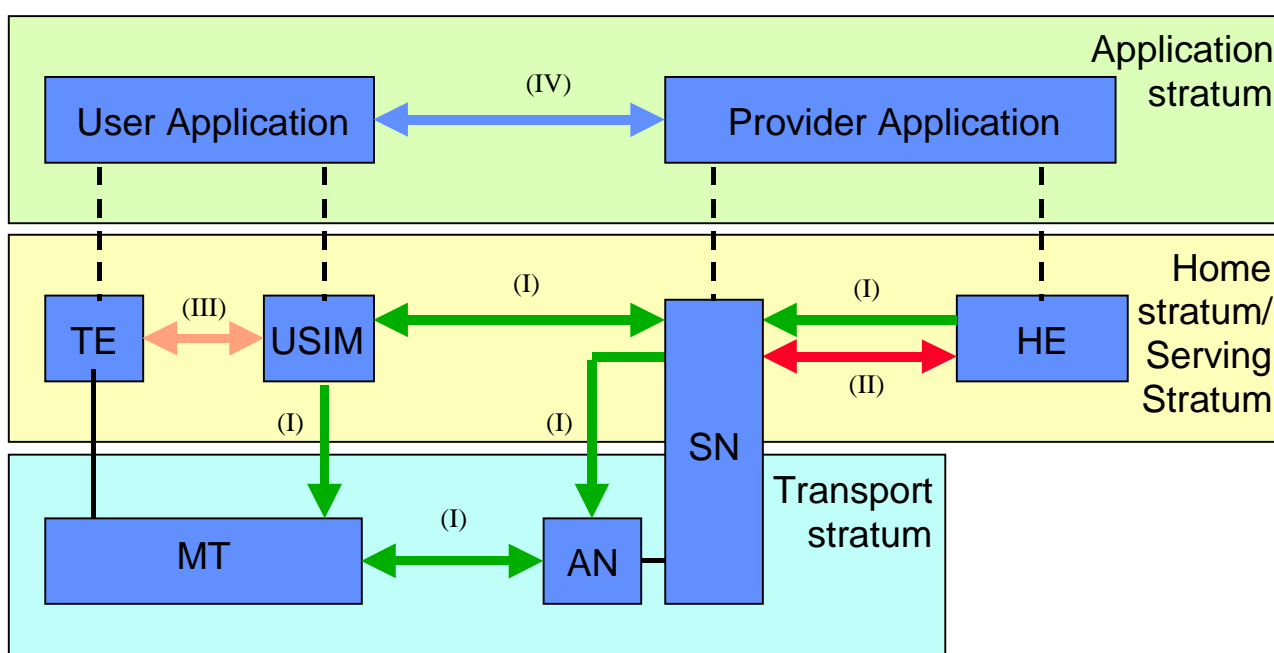 Application
stratum
(IV)
User Application
Provider Application
Home
stratum/
Serving
Stratum
(III)
(I)
(I)
TE
USIM
HE
(II)
(I)
(I)
SN
Transport
stratum
(I)
MT
AN